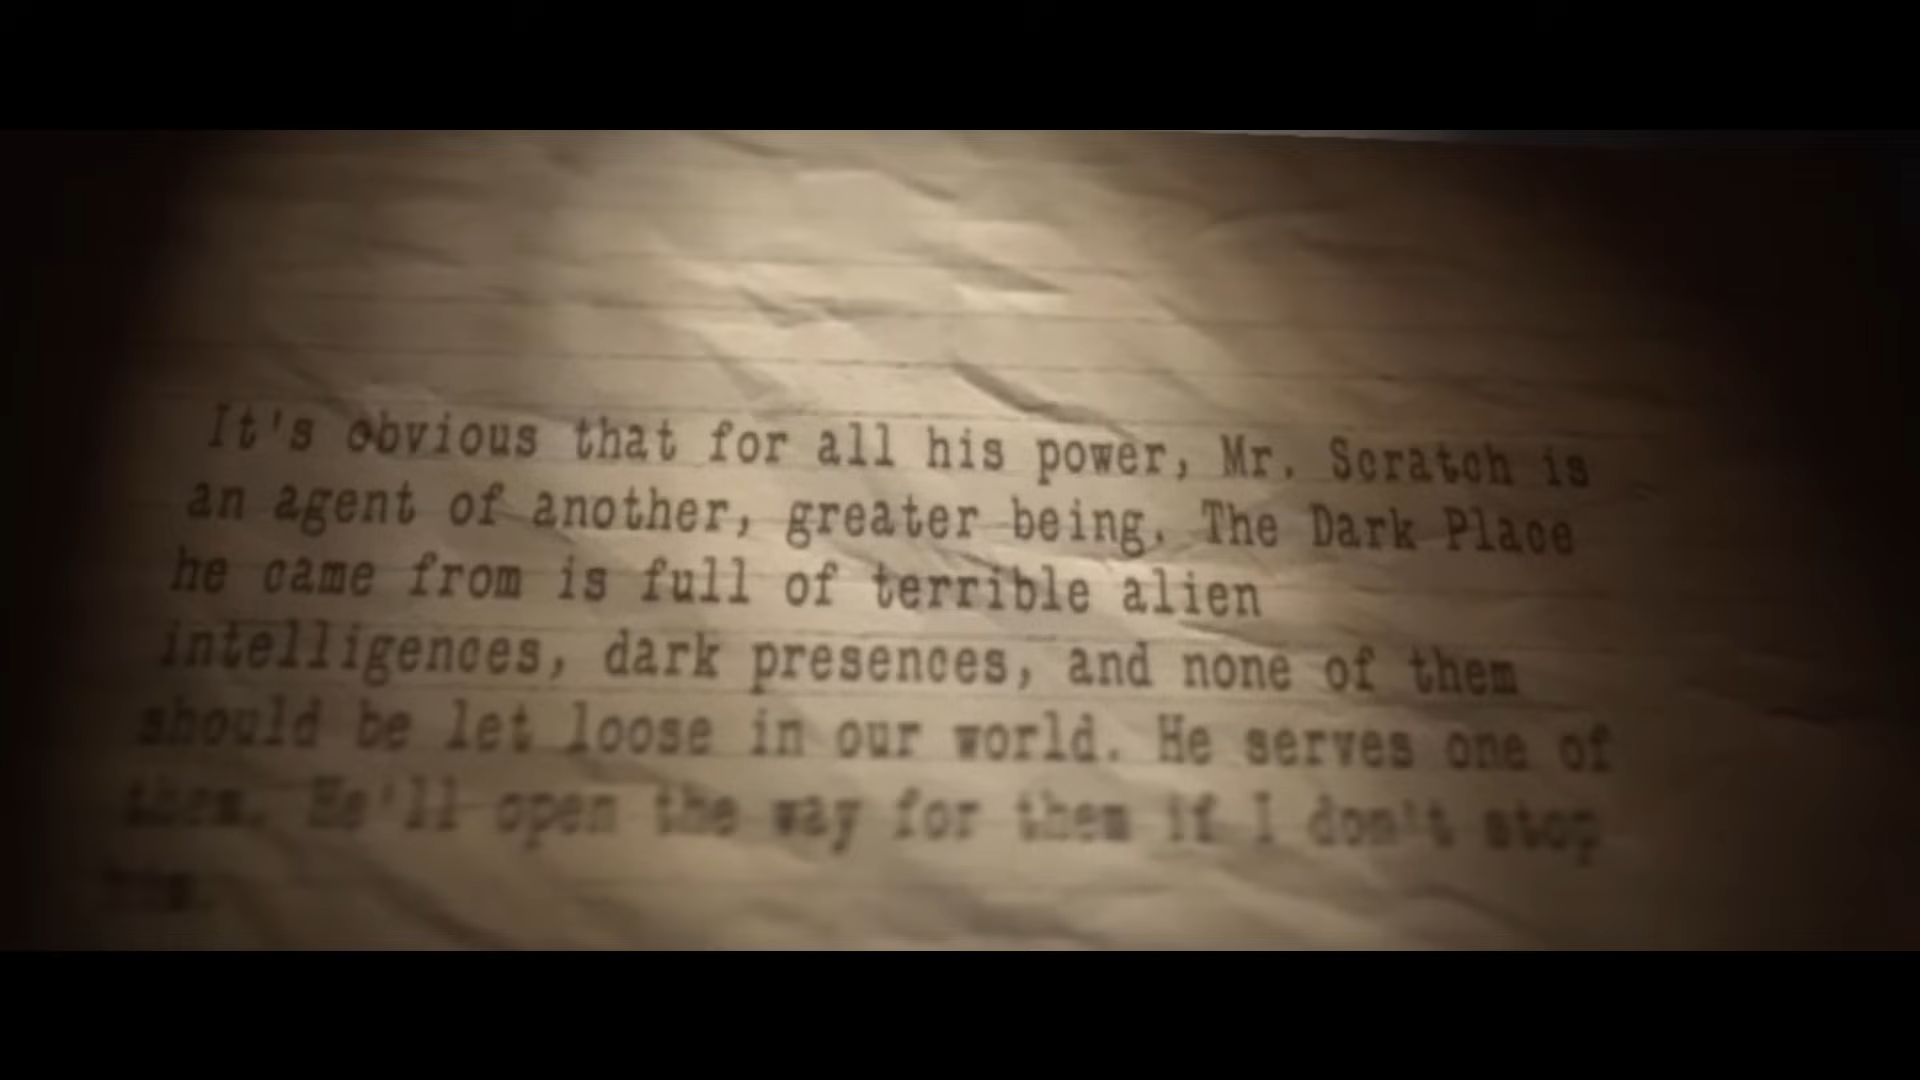 It's obvious that for all his power, Mr. Scratch is
an agent of another, greater being. The Dark Place
he came from is full of terrible alien
intelligences, dark presences, and none of them
should be let loose in our world. He serves one of
them. He'll open the way for them if I don't stop